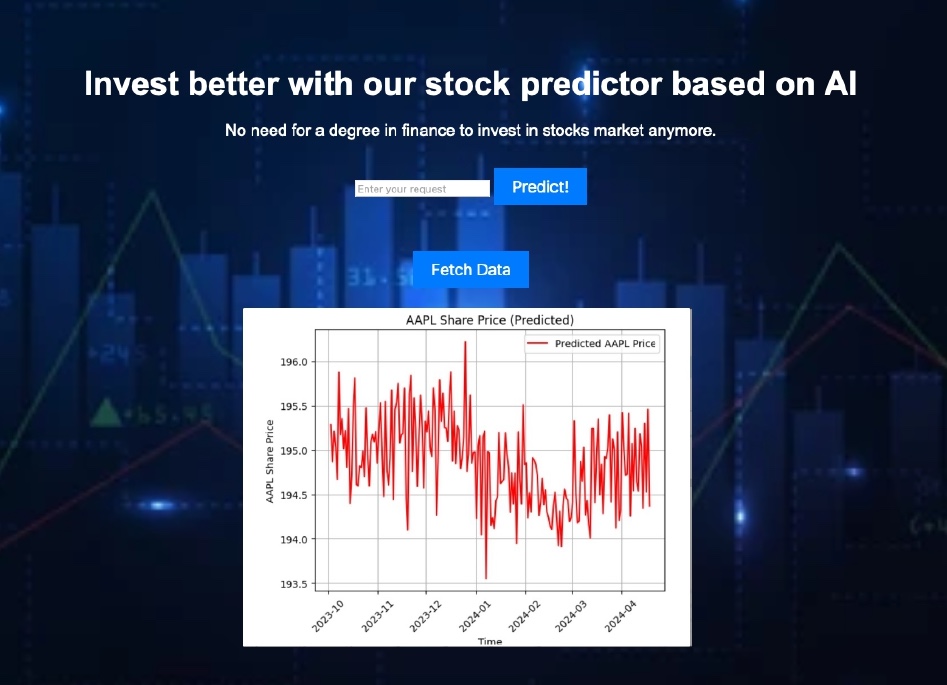 Invest better with our stock predictor based on AI
No need for a degree in finance to invest in stocks market anymore.
Enter your request
Predict!
Fetch Data
AAPL Share Price (Predicted)
Predicted AAPL Price
AAPL Share Price
196.0
195.5
195.0
194.5
194.0
193.5
2023-10
2023-11
2023-12
2024-01
2024-02
2024-03
2024-04
Time
+65.45